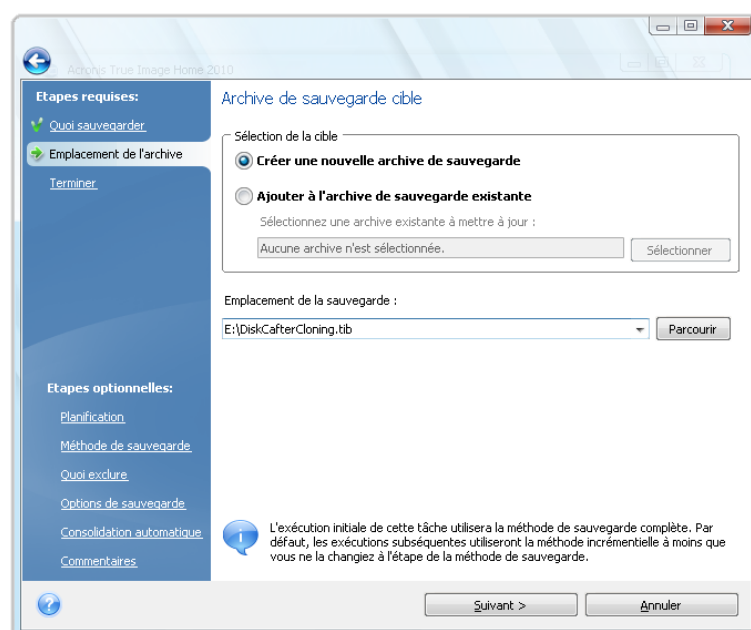 Acronis True Image Home 2010
Etapes requises:
Quoi sauvegarder
Emplacement de l'archive
Terminer
Archive de sauvegarde cible
Sélection de la cible
Créer une nouvelle archive de sauvegarde
Ajouter à l'archive de sauvegarde existante
Sélectionnez une archive existante à mettre à jour :
Aucune archive n'est sélectionnée.
Sélectionner
Emplacement de la sauvegarde :
E:\DiskCafterCloning.tib
Parcourir
Etapes optionnelles:
Planification
Méthode de sauvegarde
Quoi exclure
Options de sauvegarde
Consolidation automatique
Commentaires
L'exécution initiale de cette tâche utilisera la méthode de sauvegarde complète. Par
défaut, les exécutions subséquentes utiliseront la méthode incrémentielle à moins que
vous ne la changiez à l'étape de la méthode de sauvegarde.
Suivant >
Annuler